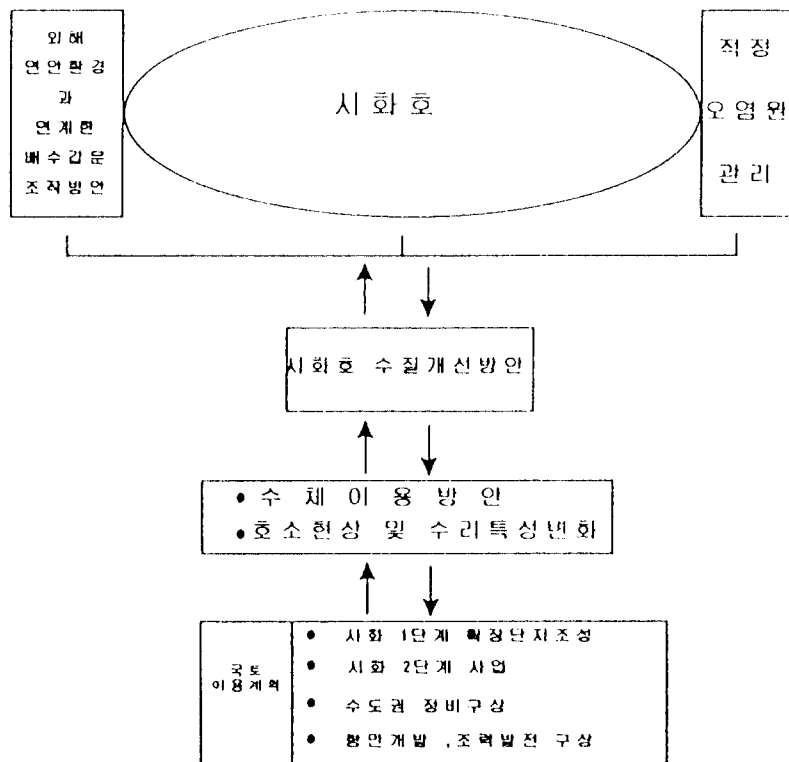 외해
연안환경
과
연계한
배수갑문
조작방안
시화호
적정
오염원
관리
시화호 수질개선방안
• 수 체 이 용 방 안
• 호소현상 및 수리특성변화
국토
이용계획
• 시화 1단계 확장단지조성
• 시화 2단계 사업
• 수도권 정비구상
• 항만개발 ,조력발전 구상